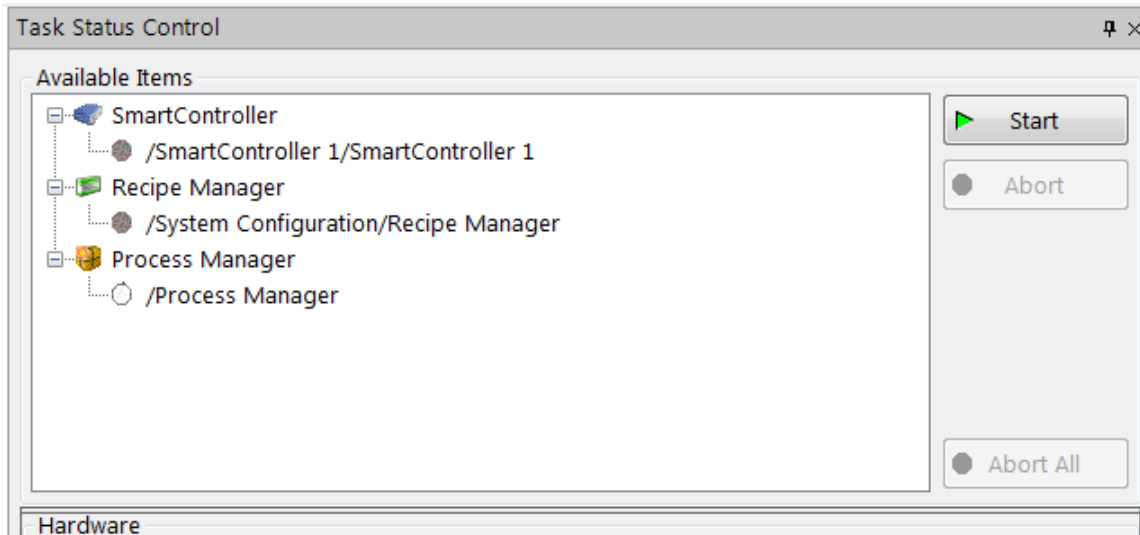 Task Status Control
Available Items
SmartController
/SmartController 1/SmartController 1
Recipe Manager
/System Configuration/Recipe Manager
Process Manager
/Process Manager
Start
Abort
Abort All
Hardware